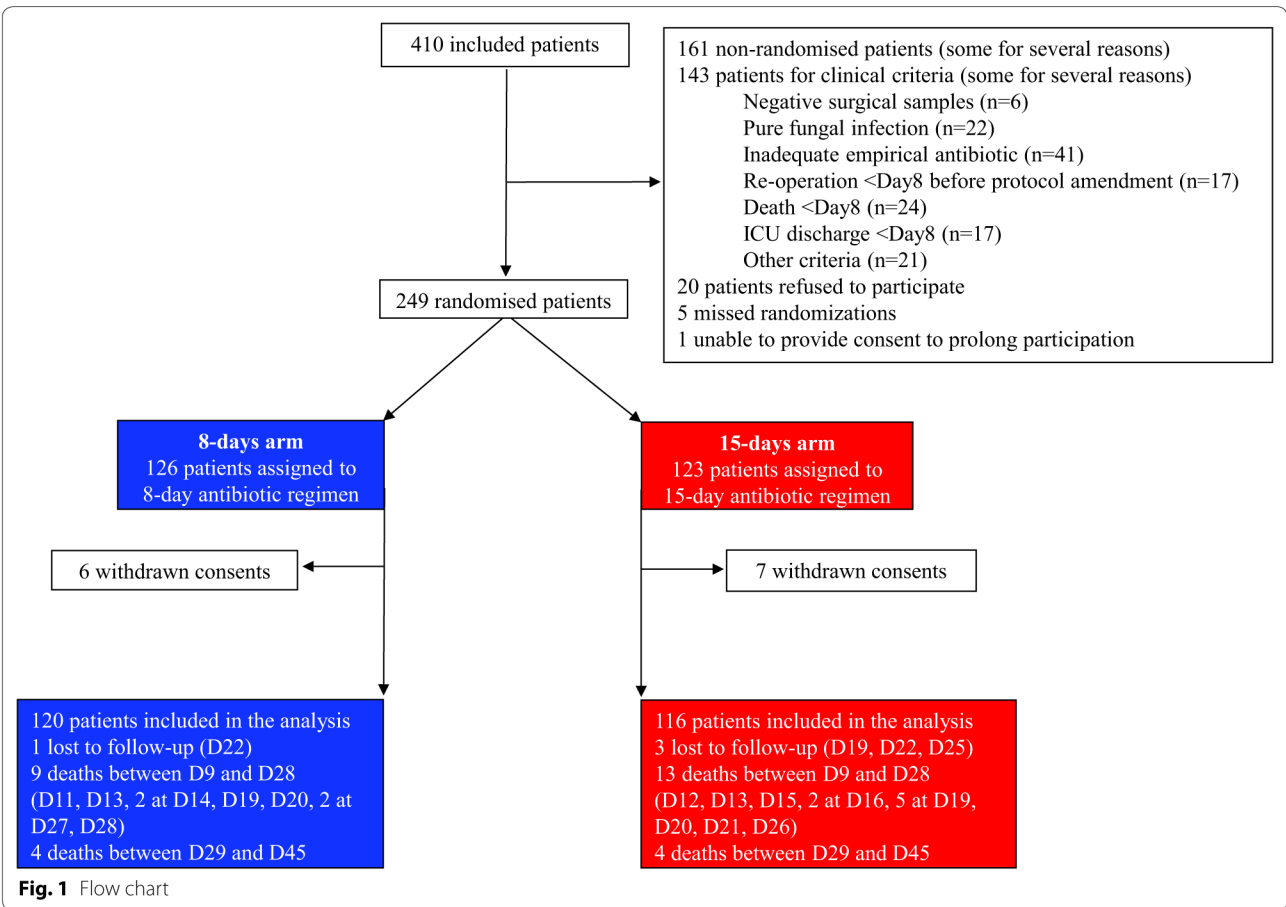 410 included patients
161 non-randomised patients (some for several reasons)
143 patients for clinical criteria (some for several reasons)
Negative surgical samples (n=6)
Pure fungal infection (n=22)
Inadequate empirical antibiotic (n=41)
Re-operation <Day8 before protocol amendment (n=17)
Death <Day8 (n=24)
ICU discharge <Day8 (n=17)
Other criteria (n=21)
20 patients refused to participate
5 missed randomizations
1 unable to provide consent to prolong participation
249 randomised patients
8-days arm
126 patients assigned to
8-day antibiotic regimen
15-days arm
123 patients assigned to
15-day antibiotic regimen
6 withdrawn consents
7 withdrawn consents
120 patients included in the analysis
1 lost to follow-up (D22)
9 deaths between D9 and D28
(D11, D13, 2 at D14, D19, D20, 2 at
D27, D28)
4 deaths between D29 and D45
116 patients included in the analysis
3 lost to follow-up (D19, D22, D25)
13 deaths between D9 and D28
(D12, D13, D15, 2 at D16, 5 at D19,
D20, D21, D26)
4 deaths between D29 and D45
Fig. 1 Flow chart